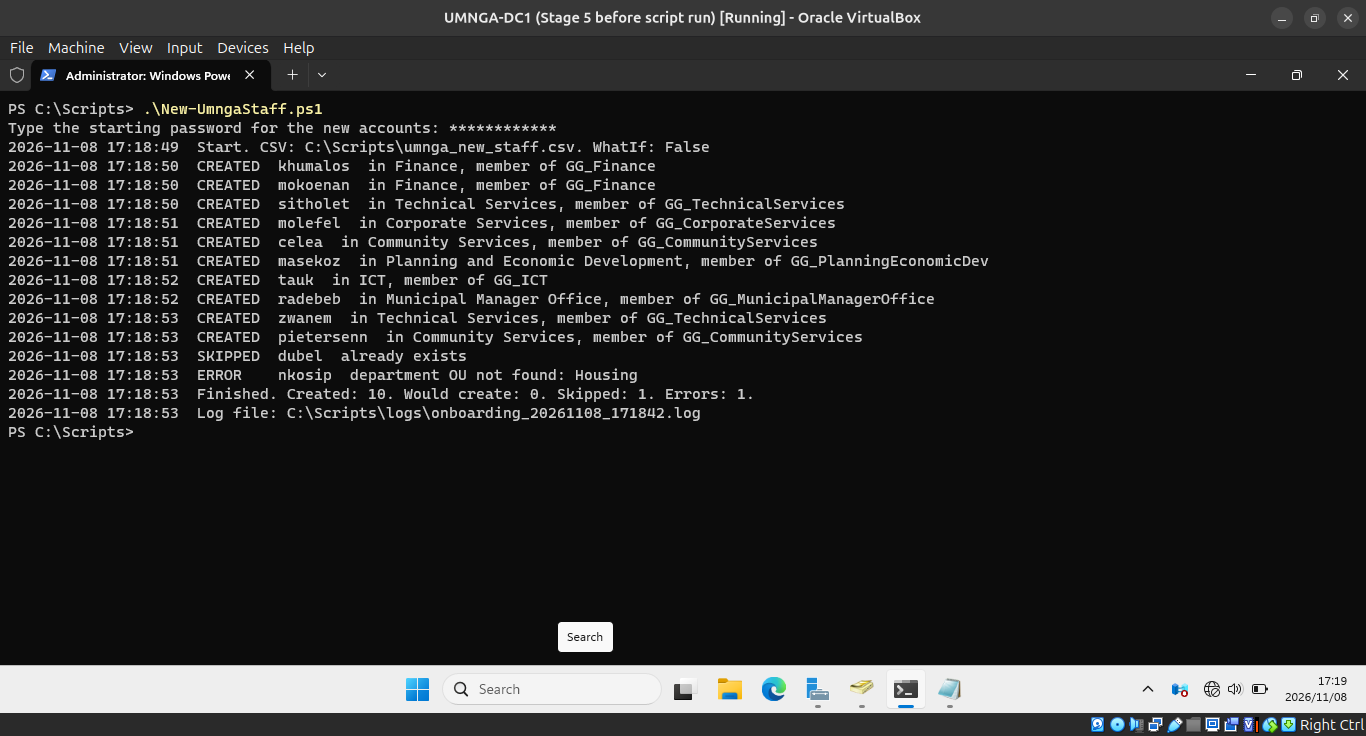 UMNGA-DC1 (Stage 5 before script run) [Running] - Oracle VirtualBox
File Machine View Input Devices Help
Administrator: Windows Powe
PS C:\Scripts> .\New-UmngaStaff.ps1
Type the starting password for the new accounts: ************
2026-11-08 17:18:49  Start. CSV: C:\Scripts\umnga_new_staff.csv. WhatIf: False
2026-11-08 17:18:50  CREATED  khumalos  in Finance, member of GG_Finance
2026-11-08 17:18:50  CREATED  mokoenan  in Finance, member of GG_Finance
2026-11-08 17:18:50  CREATED  sitholet  in Technical Services, member of GG_TechnicalServices
2026-11-08 17:18:51  CREATED  molefel  in Corporate Services, member of GG_CorporateServices
2026-11-08 17:18:51  CREATED  celea  in Community Services, member of GG_CommunityServices
2026-11-08 17:18:51  CREATED  masekoz  in Planning and Economic Development, member of GG_PlanningEconomicDev
2026-11-08 17:18:52  CREATED  tauk  in ICT, member of GG_ICT
2026-11-08 17:18:52  CREATED  radebeb  in Municipal Manager Office, member of GG_MunicipalManagerOffice
2026-11-08 17:18:53  CREATED  zwanem  in Technical Services, member of GG_TechnicalServices
2026-11-08 17:18:53  CREATED  pietersenn  in Community Services, member of GG_CommunityServices
2026-11-08 17:18:53  SKIPPED  dubel  already exists
2026-11-08 17:18:53  ERROR    nkosip  department OU not found: Housing
2026-11-08 17:18:53  Finished. Created: 10. Would create: 0. Skipped: 1. Errors: 1.
2026-11-08 17:18:53  Log file: C:\Scripts\logs\onboarding_20261108_171842.log
PS C:\Scripts>
Search
Search
17:19
2026/11/08
Right Ctrl